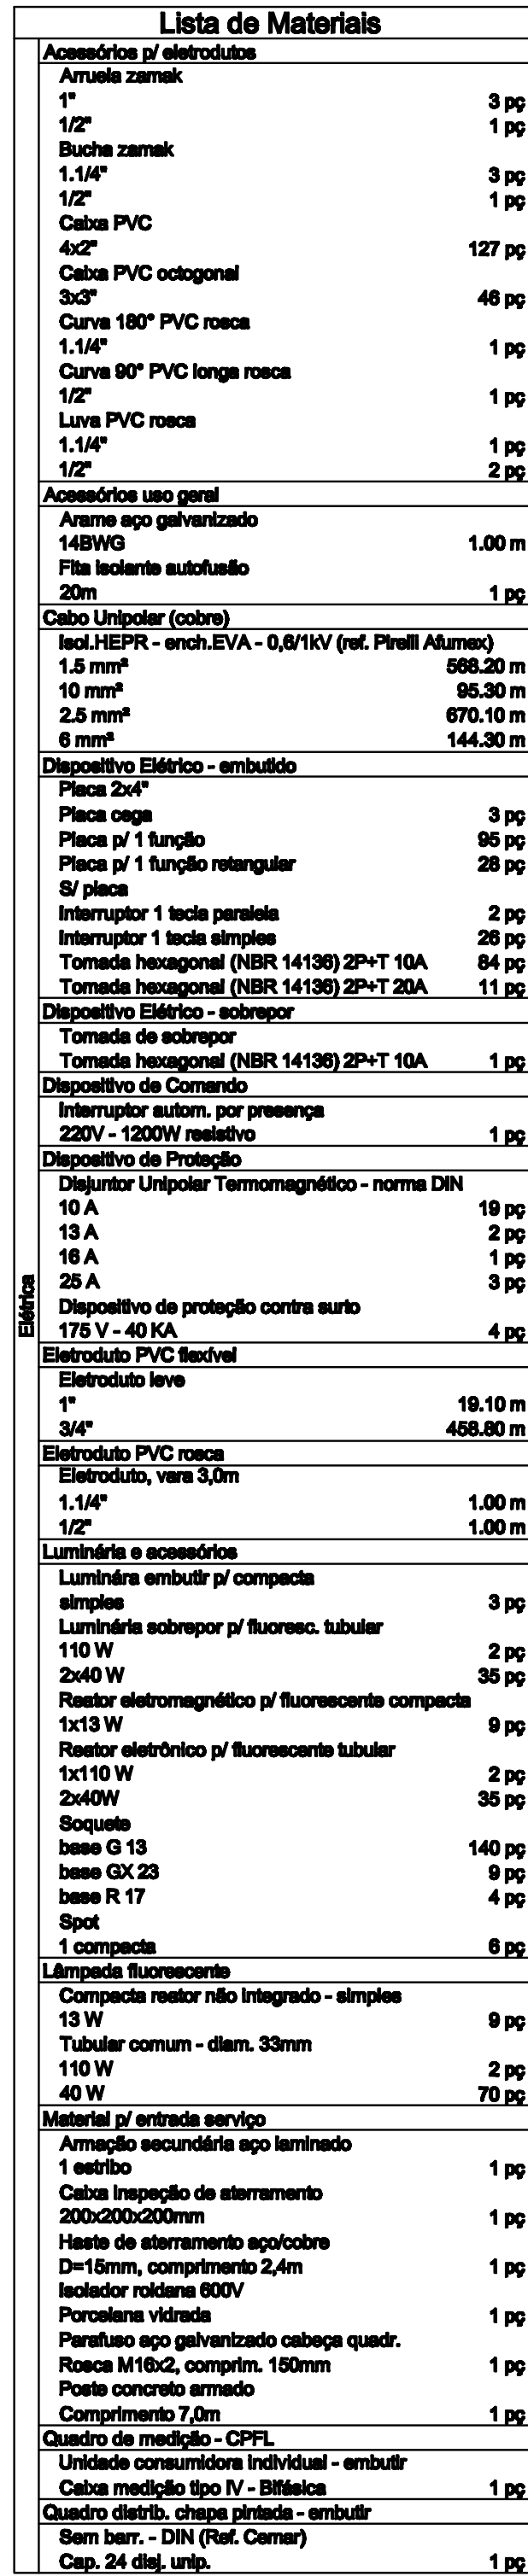 Lista de Materiais
Elétrica
Acessórios p/ eletrodutos
Arruela zamak
1" 3 pç
1/2" 1 pç
Bucha zamak
1.1/4" 3 pç
1/2" 1 pç
Caixa PVC
4x2" 127 pç
Caixa PVC octogonal
3x3" 46 pç
Curva 180° PVC rosca
1.1/4" 1 pç
Curva 90° PVC longa rosca
1/2" 1 pç
Luva PVC rosca
1.1/4" 1 pç
1/2" 2 pç
Acessórios uso geral
Arame aço galvanizado
14BWG 1.00 m
Fita isolante autofusão
20m 1 pç
Cabo Unipolar (cobre)
Isol.HEPR - ench.EVA - 0,6/1kV (ref. Pirelli Afumex)
1.5 mm² 568.20 m
10 mm² 95.30 m
2.5 mm² 670.10 m
6 mm² 144.30 m
Dispositivo Elétrico - embutido
Placa 2x4"
Placa cega 3 pç
Placa p/ 1 função 95 pç
Placa p/ 1 função retangular 28 pç
S/ placa
Interruptor 1 tecla paralela 2 pç
Interruptor 1 tecla simples 26 pç
Tomada hexagonal (NBR 14136) 2P+T 10A 84 pç
Tomada hexagonal (NBR 14136) 2P+T 20A 11 pç
Dispositivo Elétrico - sobrepor
Tomada de sobrepor
Tomada hexagonal (NBR 14136) 2P+T 10A 1 pç
Dispositivo de Comando
Interruptor autom. por presença
220V - 1200W resistivo 1 pç
Dispositivo de Proteção
Disjuntor Unipolar Termomagnético - norma DIN
10 A 19 pç
13 A 2 pç
16 A 1 pç
25 A 3 pç
Dispositivo de proteção contra surto
175 V - 40 KA 4 pç
Eletroduto PVC flexível
Eletroduto leve
1" 19.10 m
3/4" 458.80 m
Eletroduto PVC rosca
Eletroduto, vara 3,0m
1.1/4" 1.00 m
1/2" 1.00 m
Luminária e acessórios
Luminára embutir p/ compacta
simples 3 pç
Luminária sobrepor p/ fluoresc. tubular
110 W 2 pç
2x40 W 35 pç
Reator eletromagnético p/ fluorescente compacta
1x13 W 9 pç
Reator eletrônico p/ fluorescente tubular
1x110 W 2 pç
2x40W 35 pç
Soquete
base G 13 140 pç
base GX 23 9 pç
base R 17 4 pç
Spot
1 compacta 6 pç
Lâmpada fluorescente
Compacta reator não integrado - simples
13 W 9 pç
Tubular comum - diam. 33mm
110 W 2 pç
40 W 70 pç
Material p/ entrada serviço
Armação secundária aço laminado
1 estribo 1 pç
Caixa inspeção de aterramento
200x200x200mm 1 pç
Haste de aterramento aço/cobre
D=15mm, comprimento 2,4m 1 pç
Isolador roldana 600V
Porcelana vidrada 1 pç
Parafuso aço galvanizado cabeça quadr.
Rosca M16x2, comprim. 150mm 1 pç
Poste concreto armado
Comprimento 7,0m 1 pç
Quadro de medição - CPFL
Unidade consumidora individual - embutir
Caixa medição tipo IV - Bifásica 1 pç
Quadro distrib. chapa pintada - embutir
Sem barr. - DIN (Ref. Cemar)
Cap. 24 disj. unip. 1 pç